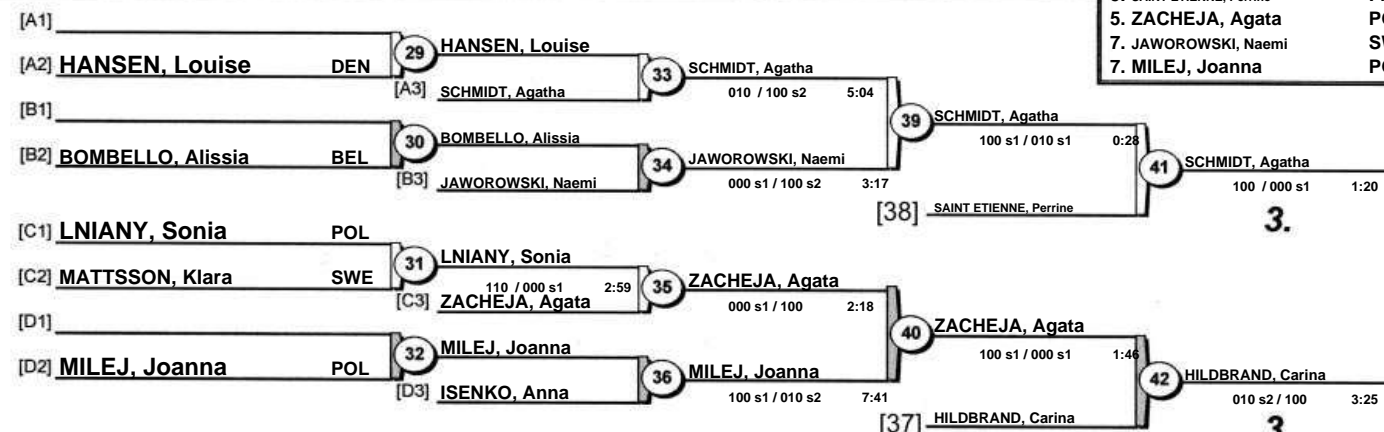 5. ZACHEJA, Agata
7. JAWOROWSKI, Naemi
7. MILEJ, Joanna
[A1]
[A2] HANSEN, Louise DEN
29 HANSEN, Louise
[A3] SCHMIDT, Agatha
33 SCHMIDT, Agatha
010 / 100 s2 5:04
[B1]
[B2] BOMBELLO, Alissia BEL
30 BOMBELLO, Alissia
[B3] JAWOROWSKI, Naemi
34 JAWOROWSKI, Naemi
000 s1 / 100 s2 3:17
39 SCHMIDT, Agatha
100 s1 / 010 s1 0:28
[38] SAINT ETIENNE, Perrine
41 SCHMIDT, Agatha
100 / 000 s1 1:20
3.
[C1] LNIANY, Sonia POL
[C2] MATTSSON, Klara SWE
31 LNIANY, Sonia
110 / 000 s1 2:59
[C3] ZACHEJA, Agata
35 ZACHEJA, Agata
000 s1 / 100 2:18
[D1]
[D2] MILEJ, Joanna POL
32 MILEJ, Joanna
[D3] ISENKO, Anna
36 MILEJ, Joanna
100 s1 / 010 s2 7:41
40 ZACHEJA, Agata
100 s1 / 000 s1 1:46
[37] HILDBRAND, Carina
42 HILDBRAND, Carina
010 s2 / 100 3:25
3.